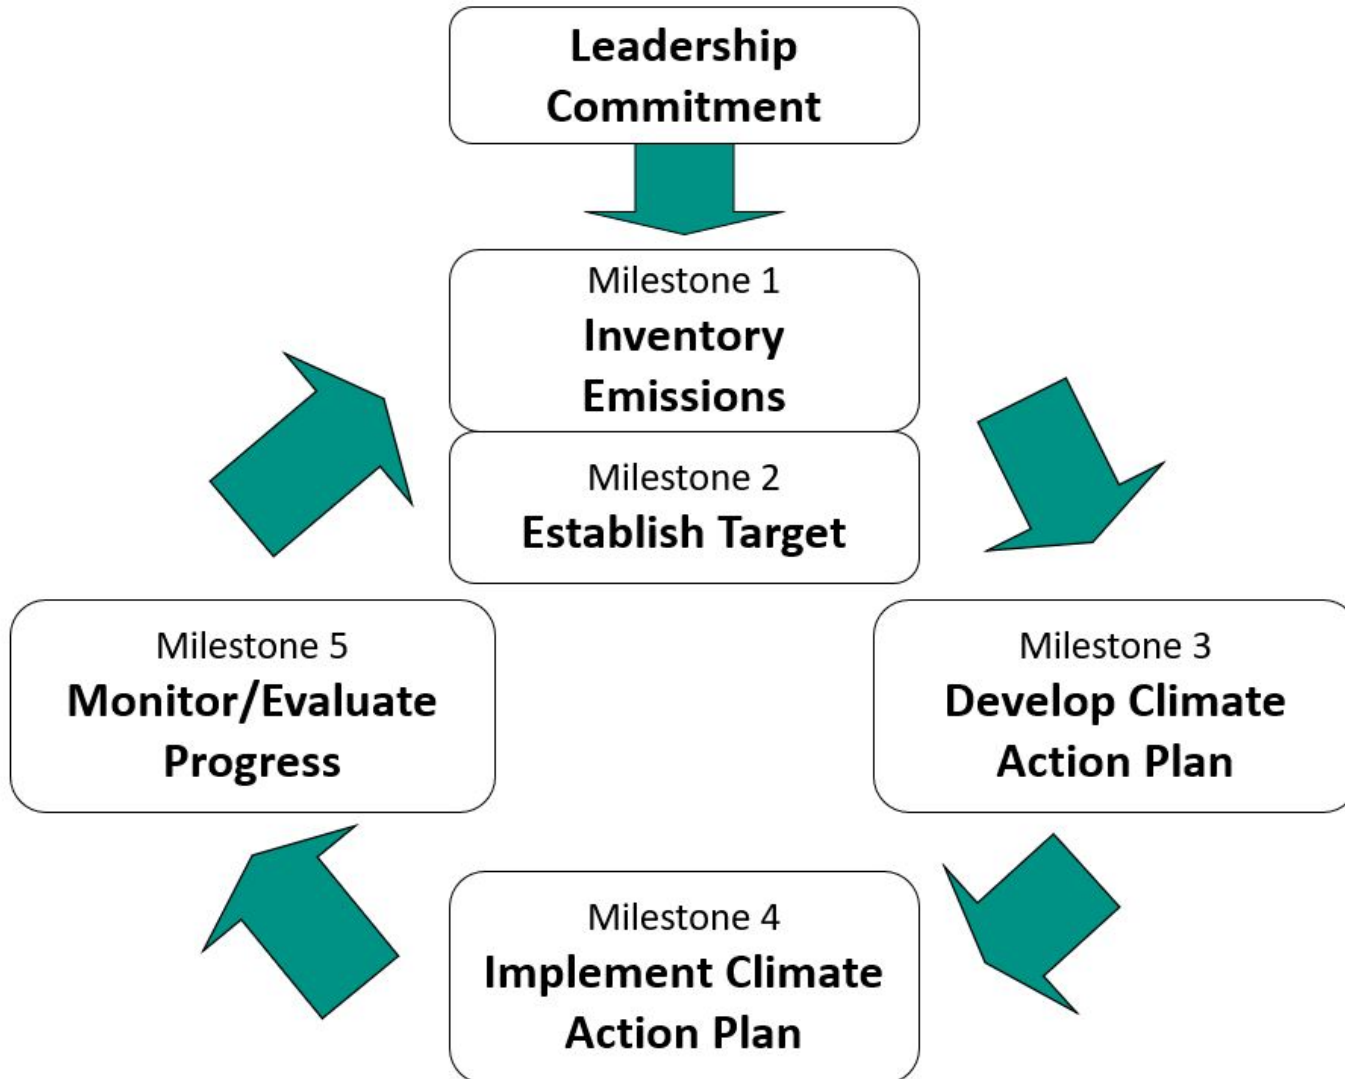 Leadership
Commitment
Milestone 1
Inventory
Emissions
Milestone 2
Establish Target
Milestone 5
Monitor/Evaluate
Progress
Milestone 3
Develop Climate
Action Plan
Milestone 4
Implement Climate
Action Plan